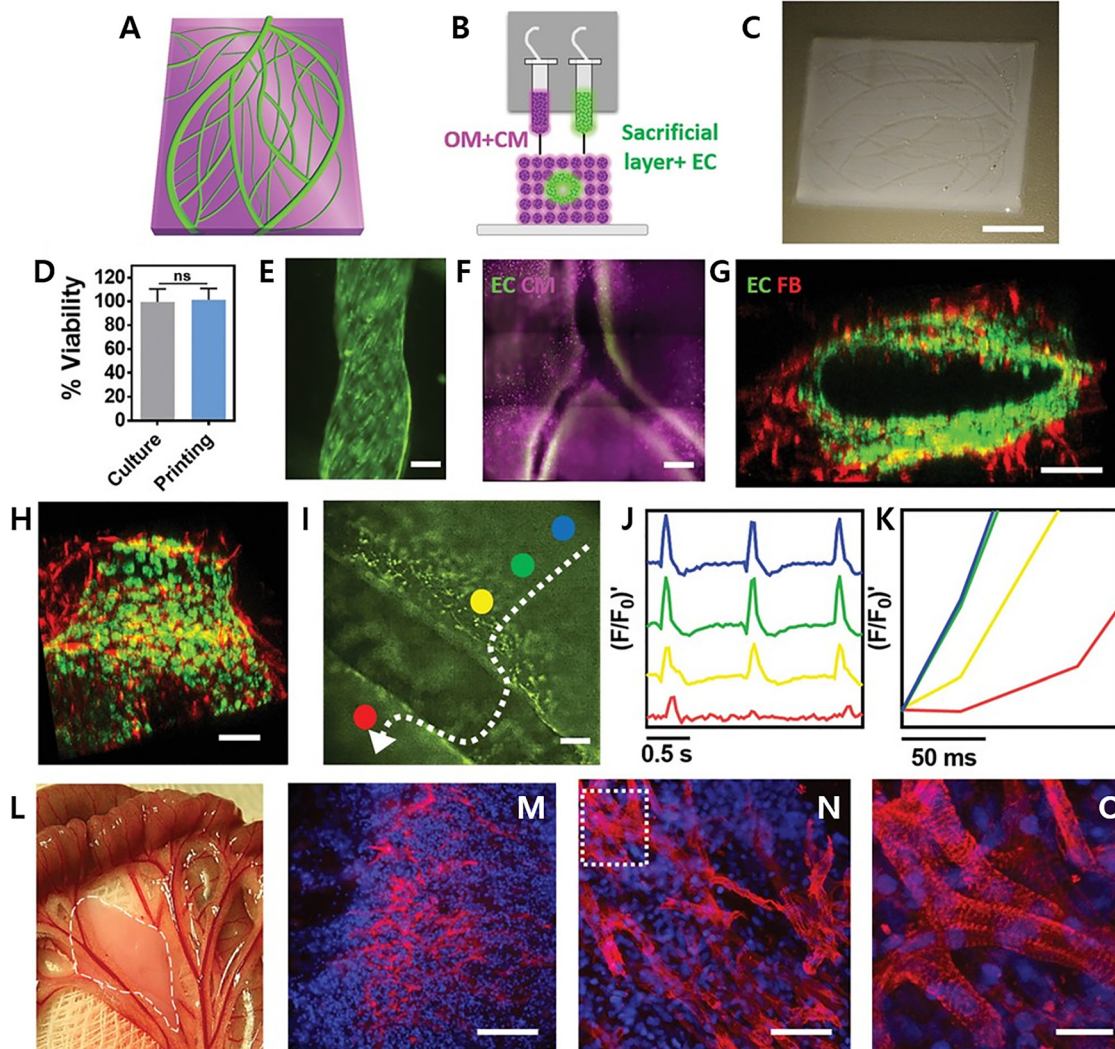 A
B
C
OM+CM
Sacrificial
layer+ EC
D
E
F
G
% Viability
120
100
80
60
40
20
0
ns
Culture
Printing
EC CM
EC FB
H
I
J
K
(F/F₀)'
0.5 s
(F/F₀)'
50 ms
L
M
N
O